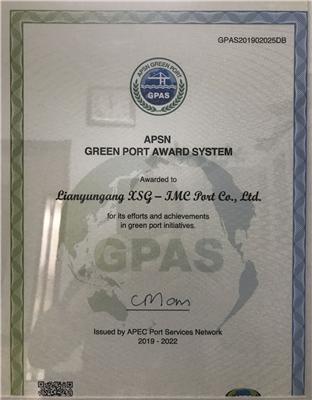 GPAS201902025DB
APSN GREEN PORT
GPAS
APSN
GREEN PORT AWARD SYSTEM
Awarded to
Lianyungang XSG – IMC Port Co., Ltd.
for its efforts and achievements
in green port initiatives.
GPAS
Issued by APEC Port Services Network
2019 - 2022